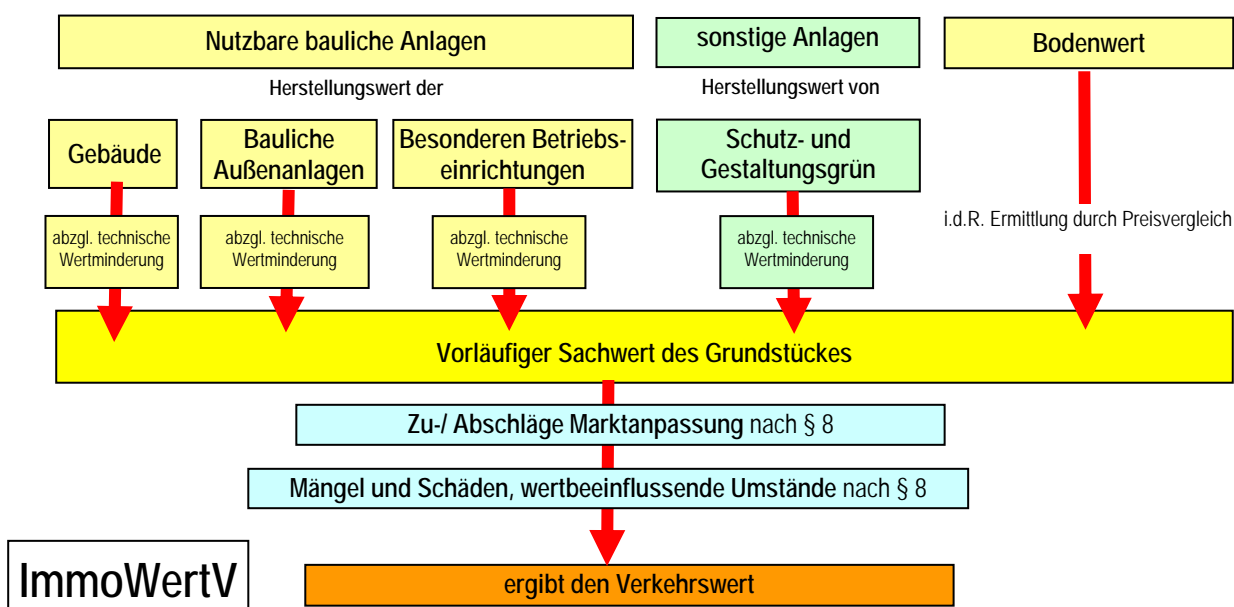 Nutzbare bauliche Anlagen
sonstige Anlagen
Bodenwert
Herstellungswert der
Herstellungswert von
Gebäude
Bauliche
Außenanlagen
Besonderen Betriebs-
einrichtungen
Schutz- und
Gestaltungsgrün
abzgl. technische
Wertminderung
abzgl. technische
Wertminderung
abzgl. technische
Wertminderung
abzgl. technische
Wertminderung
i.d.R. Ermittlung durch Preisvergleich
Vorläufiger Sachwert des Grundstückes
Zu-/ Abschläge Marktanpassung nach § 8
Mängel und Schäden, wertbeeinflussende Umstände nach § 8
ImmoWertV
ergibt den Verkehrswert